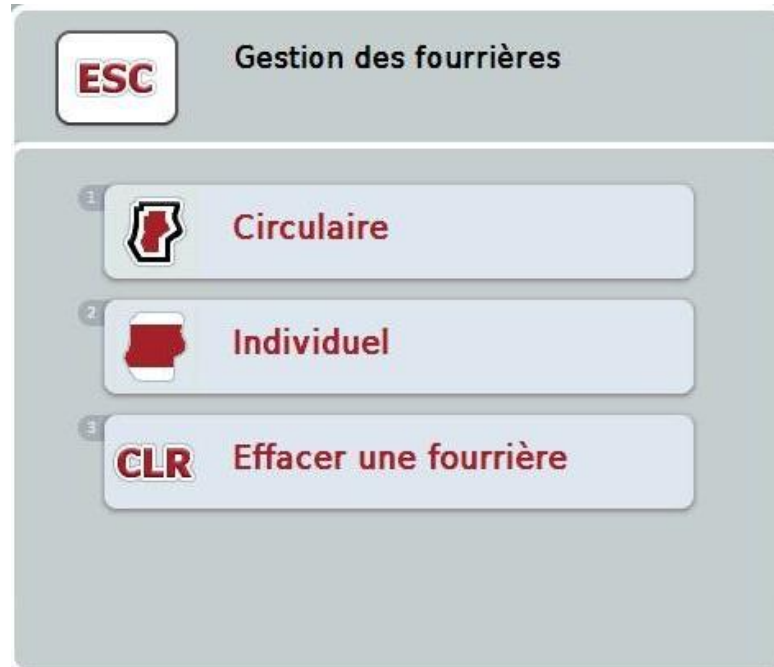 ESC
Gestion des fourrières
1
Circulaire
2
Individuel
3
CLR
Effacer une fourrière